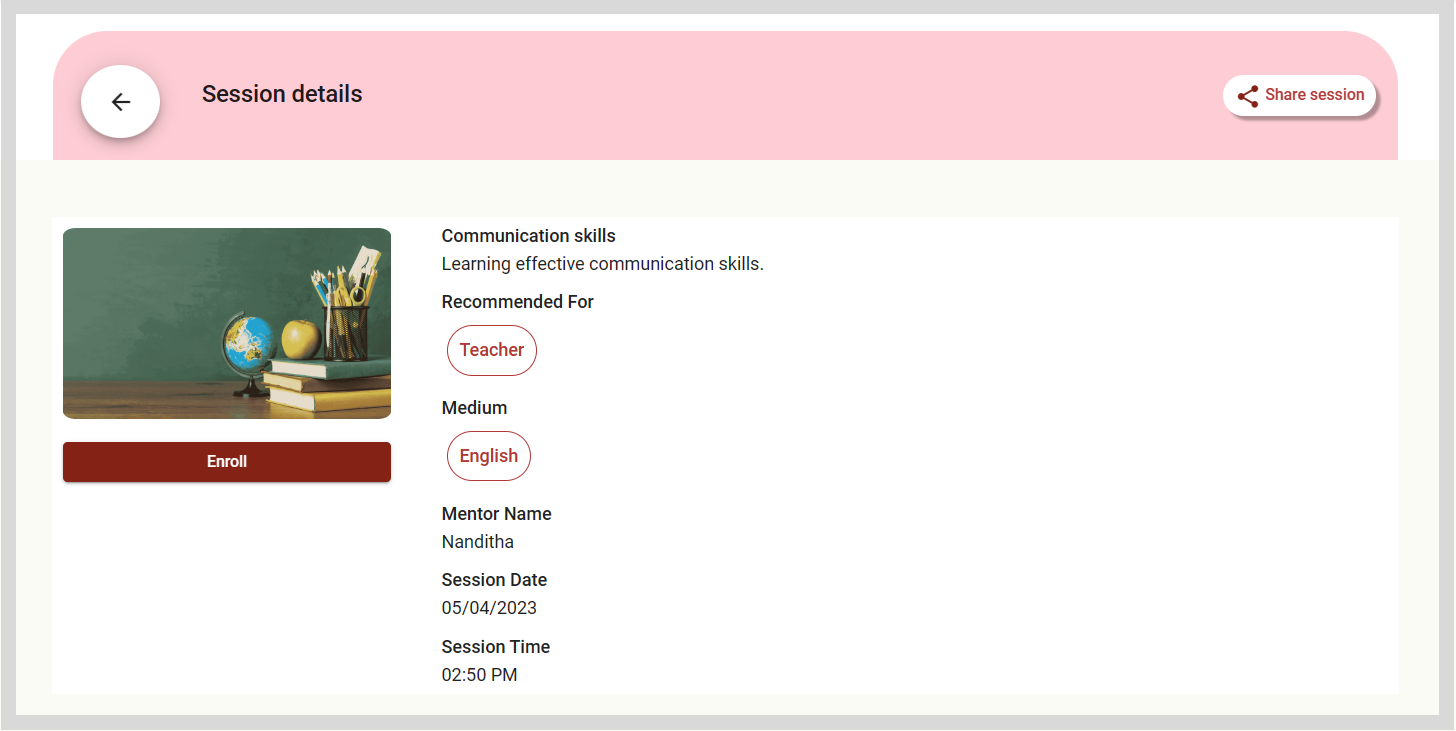 Session details
Share session
Communication skills
Learning effective communication skills.
Recommended For
Teacher
Medium
English
Enroll
Mentor Name
Nanditha
Session Date
05/04/2023
Session Time
02:50 PM